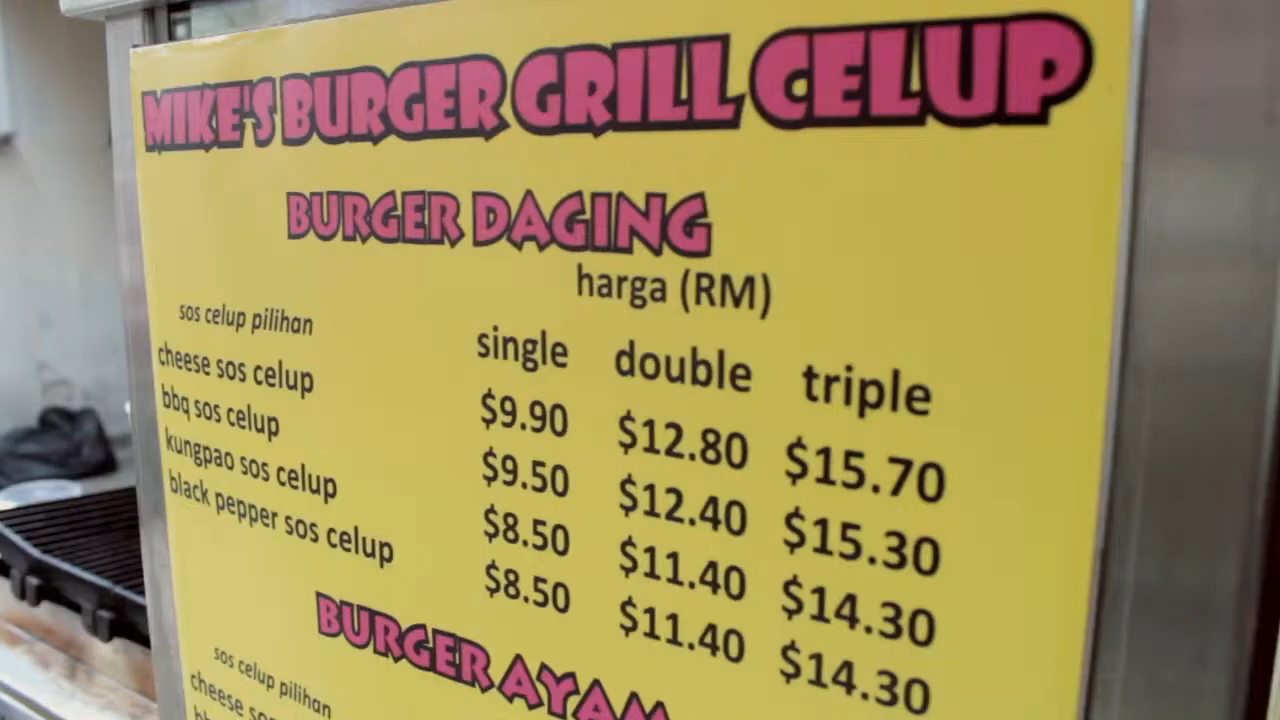 MIKE'S BURGER GRILL CELUP
BURGER DAGING
harga (RM)
sos celup pilihan single double triple
cheese sos celup $9.90 $12.80 $15.70
bbq sos celup $9.50 $12.40 $15.30
kungpao sos celup $8.50 $11.40 $14.30
black pepper sos celup $8.50 $11.40 $14.30
BURGER AYAM
sos celup pilihan
cheese sos